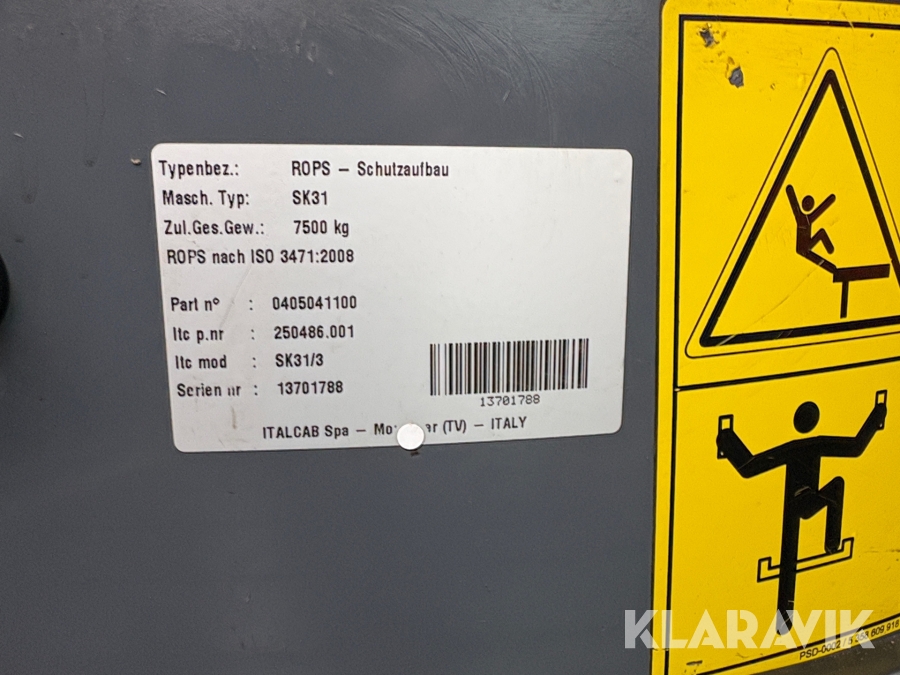 Typenbez.: ROPS – Schutzaufbau
Masch. Typ: SK31
Zul.Ges.Gew.: 7500 kg
ROPS nach ISO 3471:2008
Part n° : 0405041100
Itc p.nr : 250486.001
Itc mod : SK31/3
Serien nr : 13701788
13701788
ITALCAB Spa – (TV) – ITALY
KLARAVIK